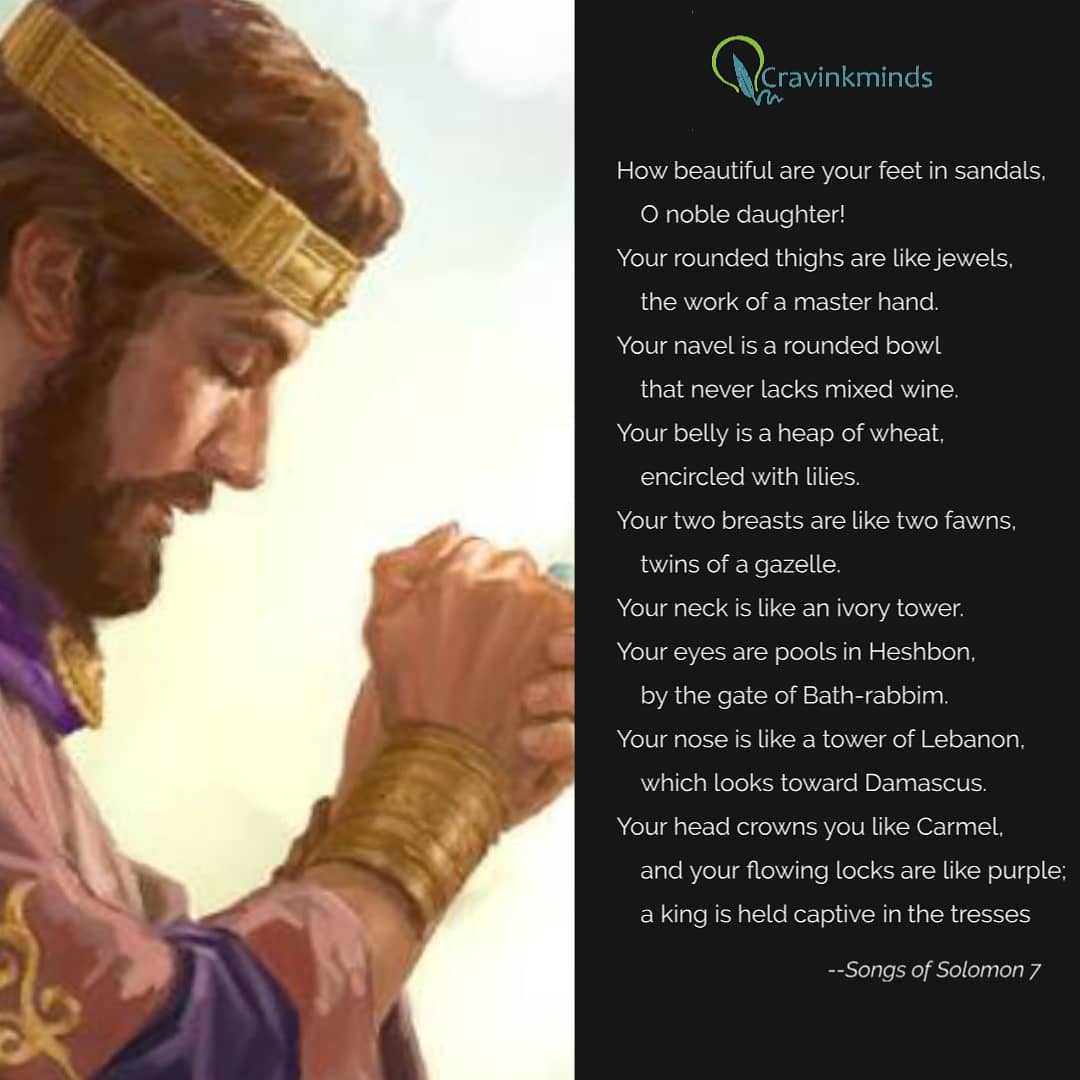 Cravinkminds
How beautiful are your feet in sandals,
O noble daughter!
Your rounded thighs are like jewels,
the work of a master hand.
Your navel is a rounded bowl
that never lacks mixed wine.
Your belly is a heap of wheat,
encircled with lilies.
Your two breasts are like two fawns,
twins of a gazelle.
Your neck is like an ivory tower.
Your eyes are pools in Heshbon,
by the gate of Bath-rabbim.
Your nose is like a tower of Lebanon,
which looks toward Damascus.
Your head crowns you like Carmel,
and your flowing locks are like purple;
a king is held captive in the tresses
--Songs of Solomon 7